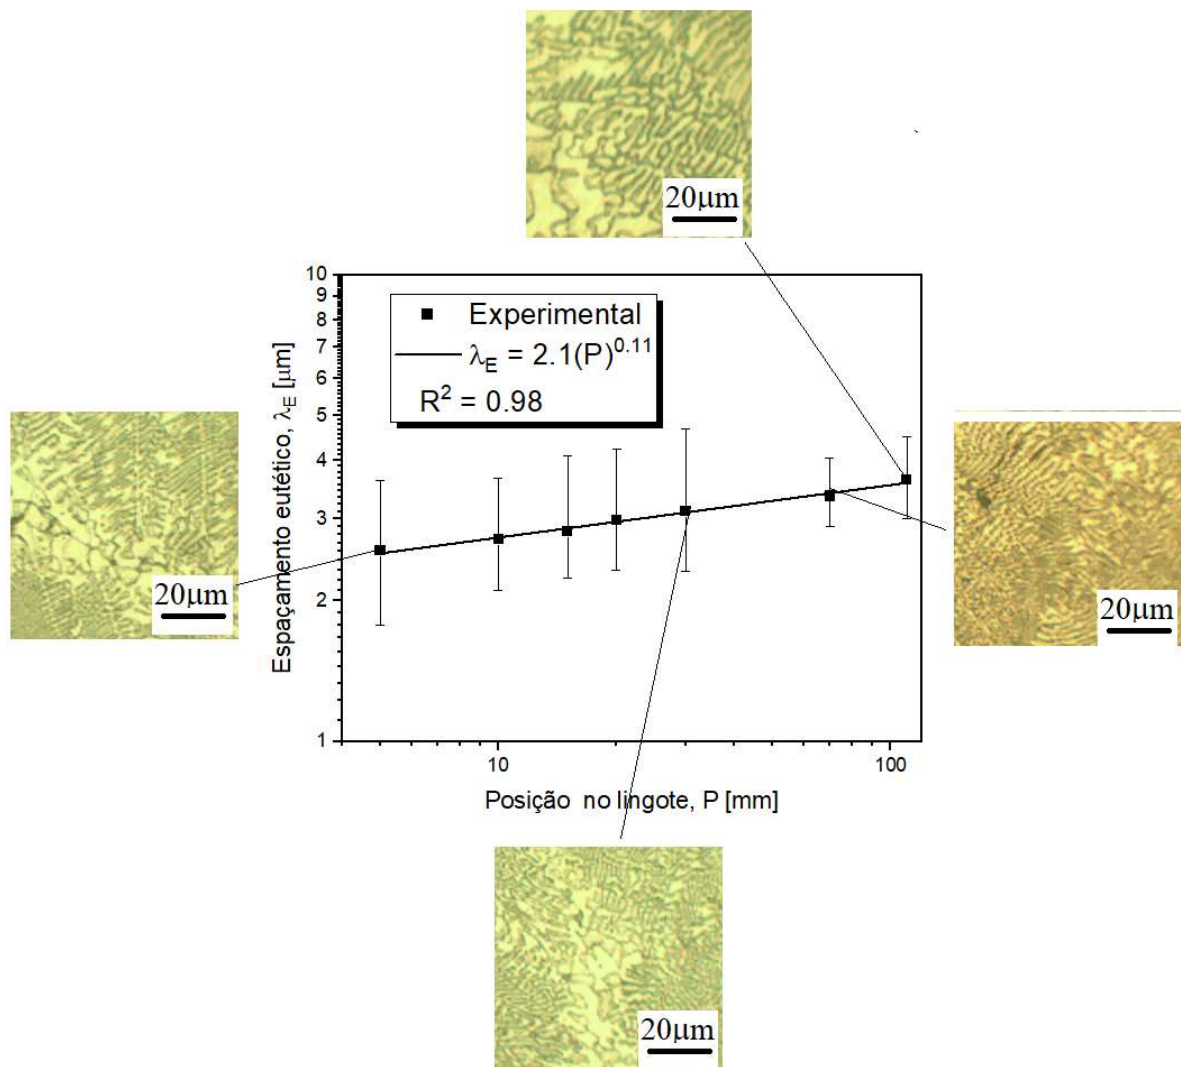 20μm
10
9
8
7
6
5
4
3
2
1
Espaçamento eutético, λE [μm]
Experimental
λE = 2.1(P)^0.11
R² = 0.98
20μm
20μm
10
100
Posição no lingote, P [mm]
20μm